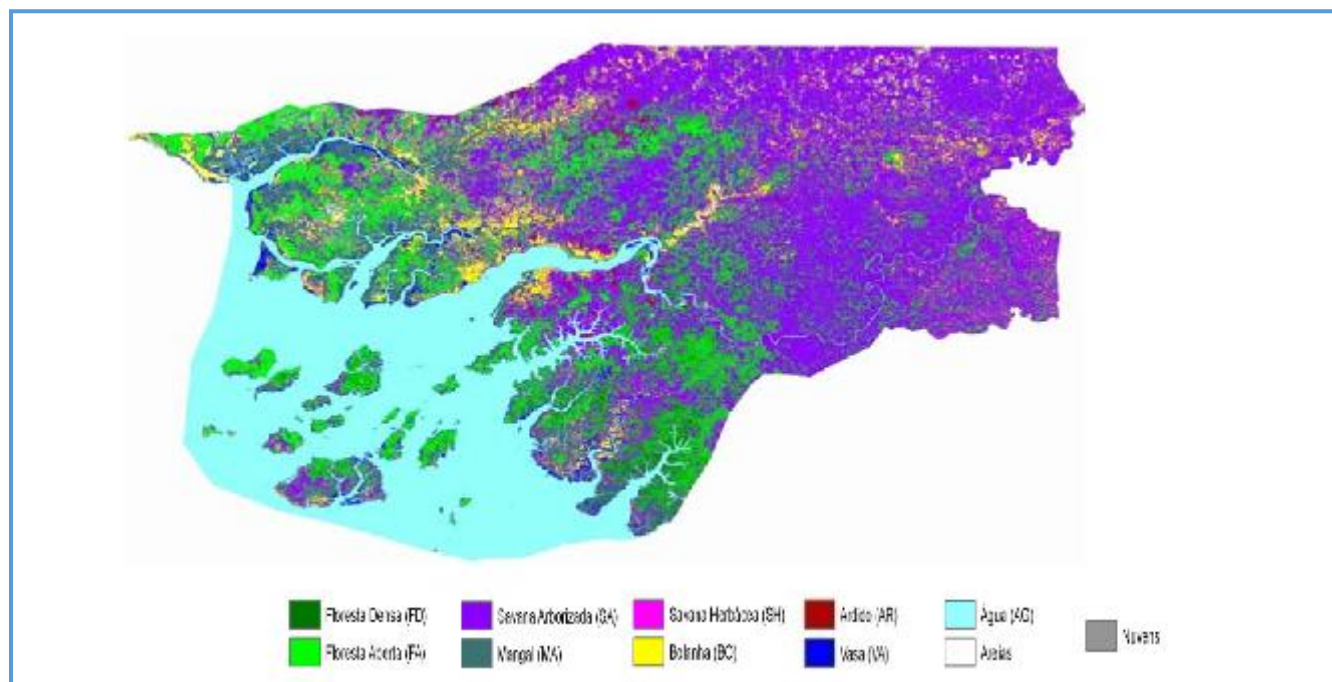 Floresta Densa (FD)
Savana Arborizada (SA)
Savana Herbácea (SH)
Ardido (AR)
Água (AG)
Nuvens
Floresta Aberta (FA)
Mangal (MA)
Bolanha (BC)
Vasa (VA)
Areias